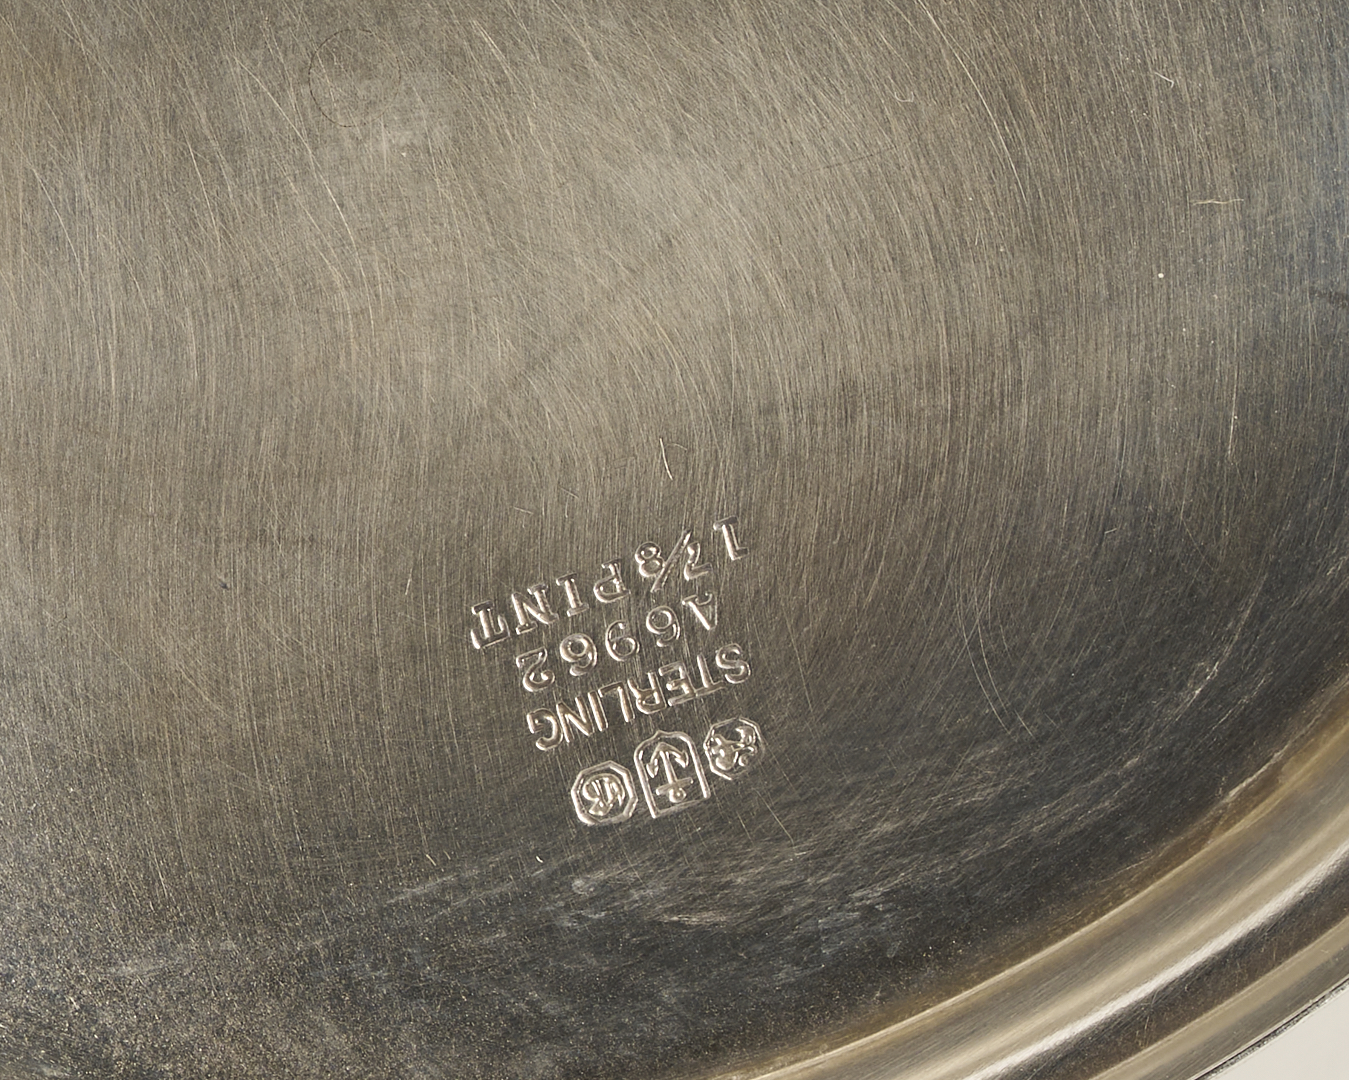 STERLING
A6962
1 7/8 PINT